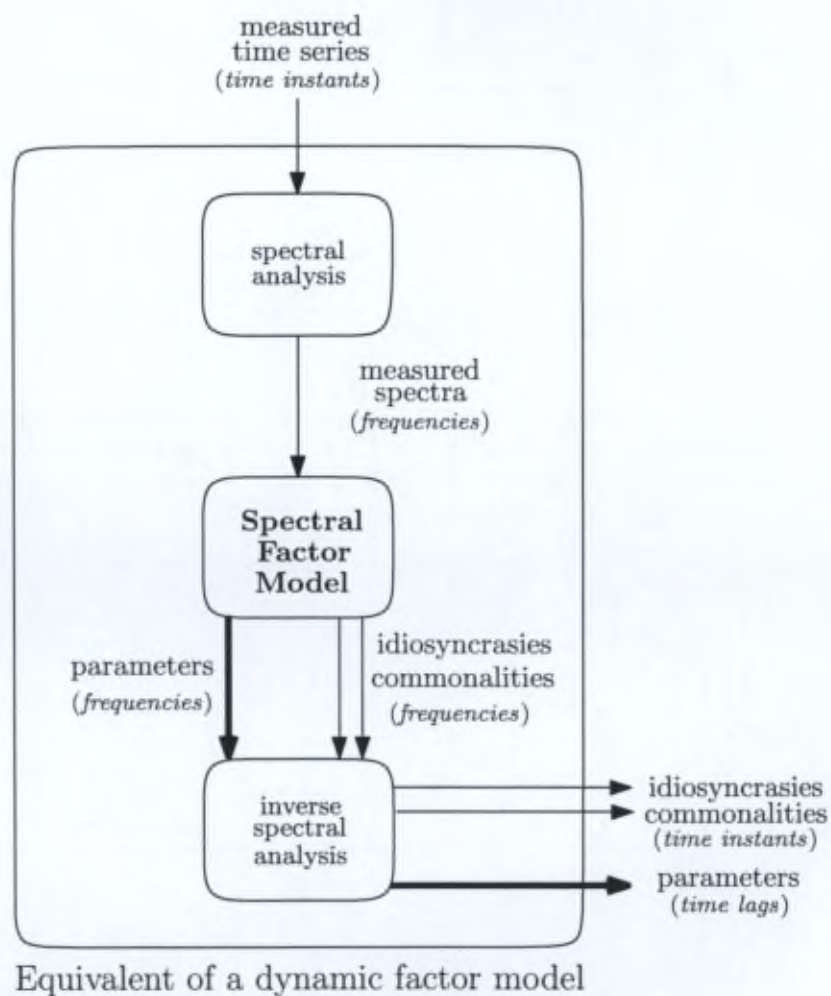 measured
time series
(time instants)
spectral
analysis
measured
spectra
(frequencies)
Spectral
Factor
Model
parameters
(frequencies)
idiosyncrasies
commonalities
(frequencies)
inverse
spectral
analysis
idiosyncrasies
commonalities
(time instants)
parameters
(time lags)
Equivalent of a dynamic factor model